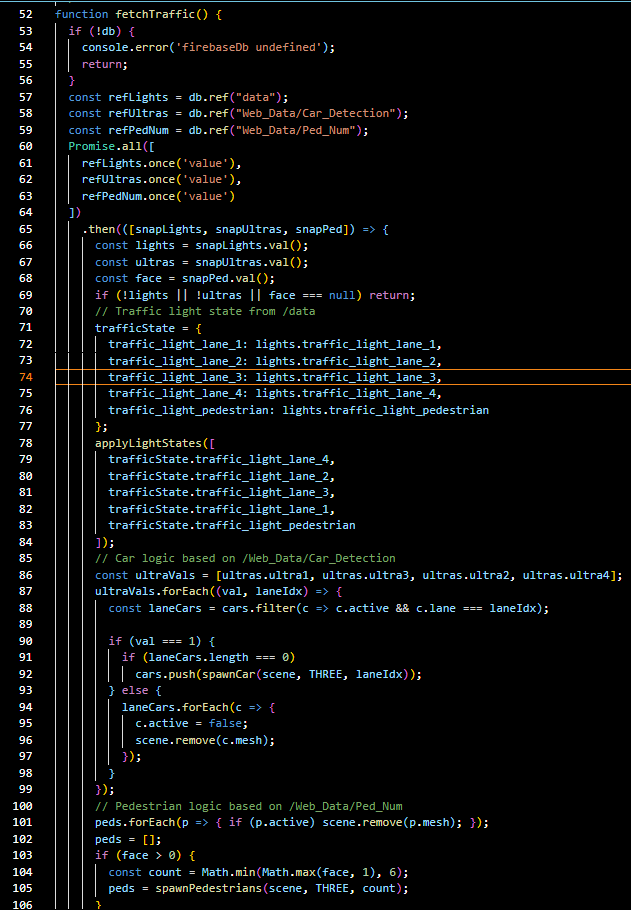 52 function fetchTraffic() {
53 if (!db) {
54 console.error('firebaseDb undefined');
55 return;
56 }
57 const refLights = db.ref("data");
58 const refUltras = db.ref("Web_Data/Car_Detection");
59 const refPedNum = db.ref("Web_Data/Ped_Num");
60 Promise.all([
61 refLights.once('value'),
62 refUltras.once('value'),
63 refPedNum.once('value')
64 ])
65 .then(([snapLights, snapUltras, snapPed]) => {
66 const lights = snapLights.val();
67 const ultras = snapUltras.val();
68 const face = snapPed.val();
69 if (!lights || !ultras || face === null) return;
70 // Traffic light state from /data
71 trafficState = {
72 traffic_light_lane_1: lights.traffic_light_lane_1,
73 traffic_light_lane_2: lights.traffic_light_lane_2,
74 traffic_light_lane_3: lights.traffic_light_lane_3,
75 traffic_light_lane_4: lights.traffic_light_lane_4,
76 traffic_light_pedestrian: lights.traffic_light_pedestrian
77 };
78 applyLightStates([
79 trafficState.traffic_light_lane_4,
80 trafficState.traffic_light_lane_2,
81 trafficState.traffic_light_lane_3,
82 trafficState.traffic_light_lane_1,
83 trafficState.traffic_light_pedestrian
84 ]);
85 // Car logic based on /Web_Data/Car_Detection
86 const ultraVals = [ultras.ultra1, ultras.ultra3, ultras.ultra2, ultras.ultra4];
87 ultraVals.forEach((val, laneIdx) => {
88 const laneCars = cars.filter(c => c.active && c.lane === laneIdx);
89
90 if (val === 1) {
91 if (laneCars.length === 0)
92 cars.push(spawnCar(scene, THREE, laneIdx));
93 } else {
94 laneCars.forEach(c => {
95 c.active = false;
96 scene.remove(c.mesh);
97 });
98 }
99 });
100 // Pedestrian logic based on /Web_Data/Ped_Num
101 peds.forEach(p => { if (p.active) scene.remove(p.mesh); });
102 peds = [];
103 if (face > 0) {
104 const count = Math.min(Math.max(face, 1), 6);
105 peds = spawnPedestrians(scene, THREE, count);
106 }